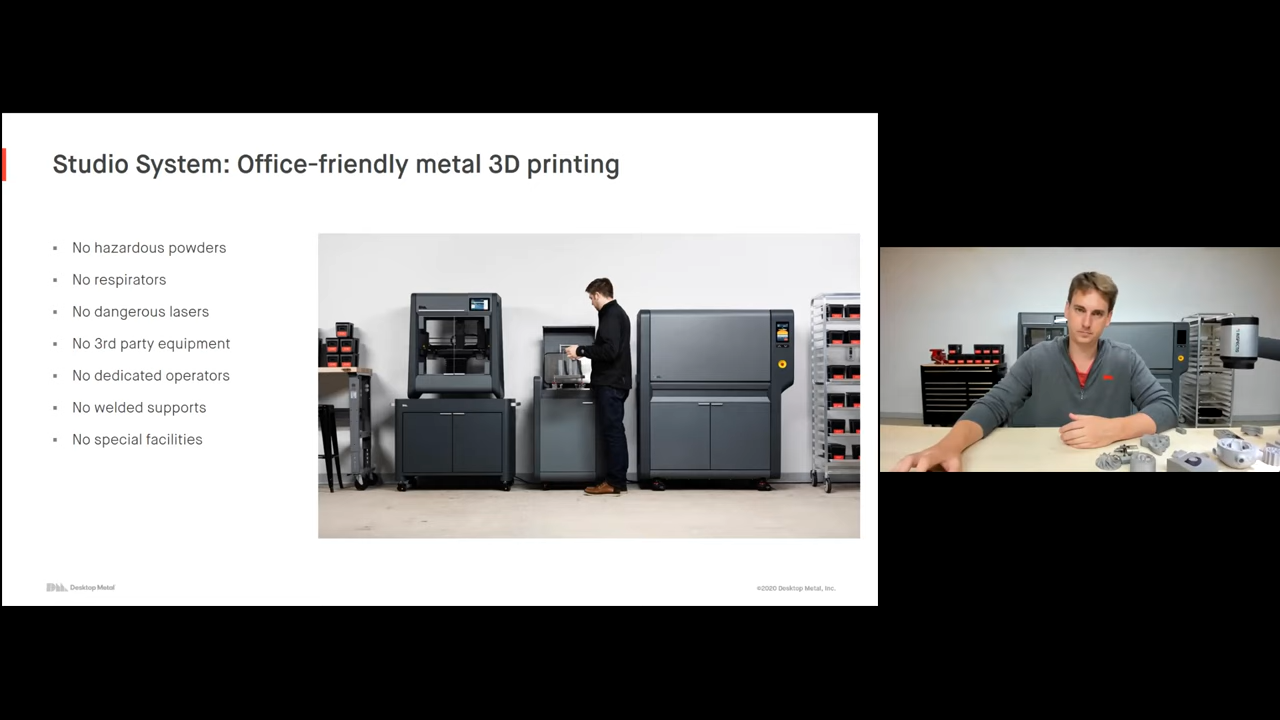 Studio System: Office-friendly metal 3D printing
▪ No hazardous powders
▪ No respirators
▪ No dangerous lasers
▪ No 3rd party equipment
▪ No dedicated operators
▪ No welded supports
▪ No special facilities
Desktop Metal
©2020 Desktop Metal, Inc.